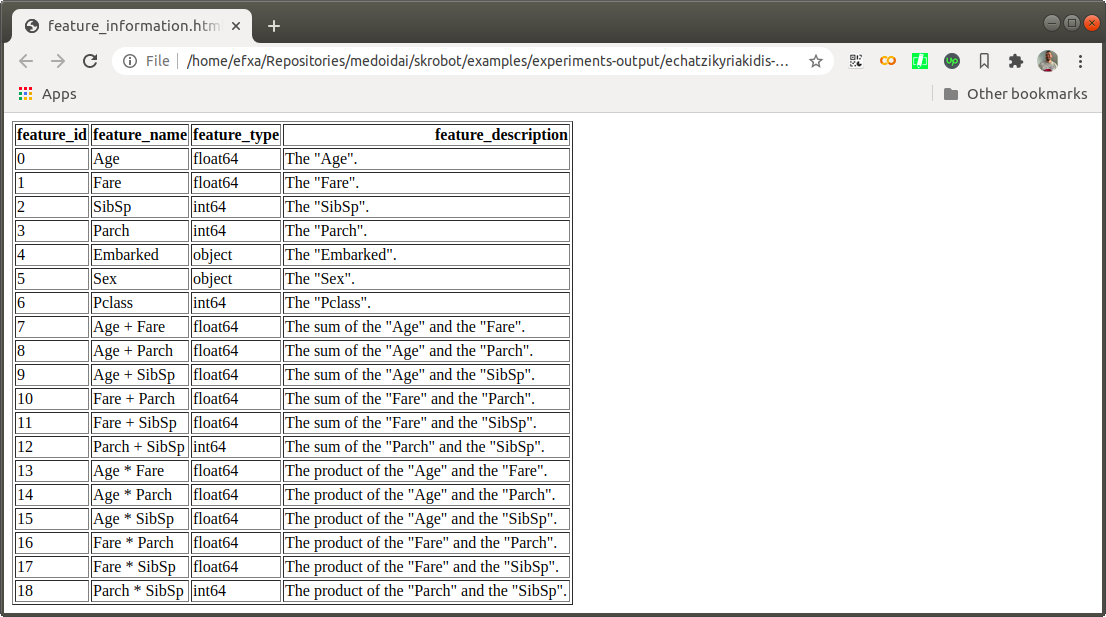 feature_information.htm
File /home/efxa/Repositories/medoidai/skrobot/examples/experiments-output/echatzikyriakidis-...
Up
Apps
Other bookmarks
feature_id feature_name feature_type feature_description
0 Age float64 The "Age".
1 Fare float64 The "Fare".
2 SibSp int64 The "SibSp".
3 Parch int64 The "Parch".
4 Embarked object The "Embarked".
5 Sex object The "Sex".
6 Pclass int64 The "Pclass".
7 Age + Fare float64 The sum of the "Age" and the "Fare".
8 Age + Parch float64 The sum of the "Age" and the "Parch".
9 Age + SibSp float64 The sum of the "Age" and the "SibSp".
10 Fare + Parch float64 The sum of the "Fare" and the "Parch".
11 Fare + SibSp float64 The sum of the "Fare" and the "SibSp".
12 Parch + SibSp int64 The sum of the "Parch" and the "SibSp".
13 Age * Fare float64 The product of the "Age" and the "Fare".
14 Age * Parch float64 The product of the "Age" and the "Parch".
15 Age * SibSp float64 The product of the "Age" and the "SibSp".
16 Fare * Parch float64 The product of the "Fare" and the "Parch".
17 Fare * SibSp float64 The product of the "Fare" and the "SibSp".
18 Parch * SibSp int64 The product of the "Parch" and the "SibSp".